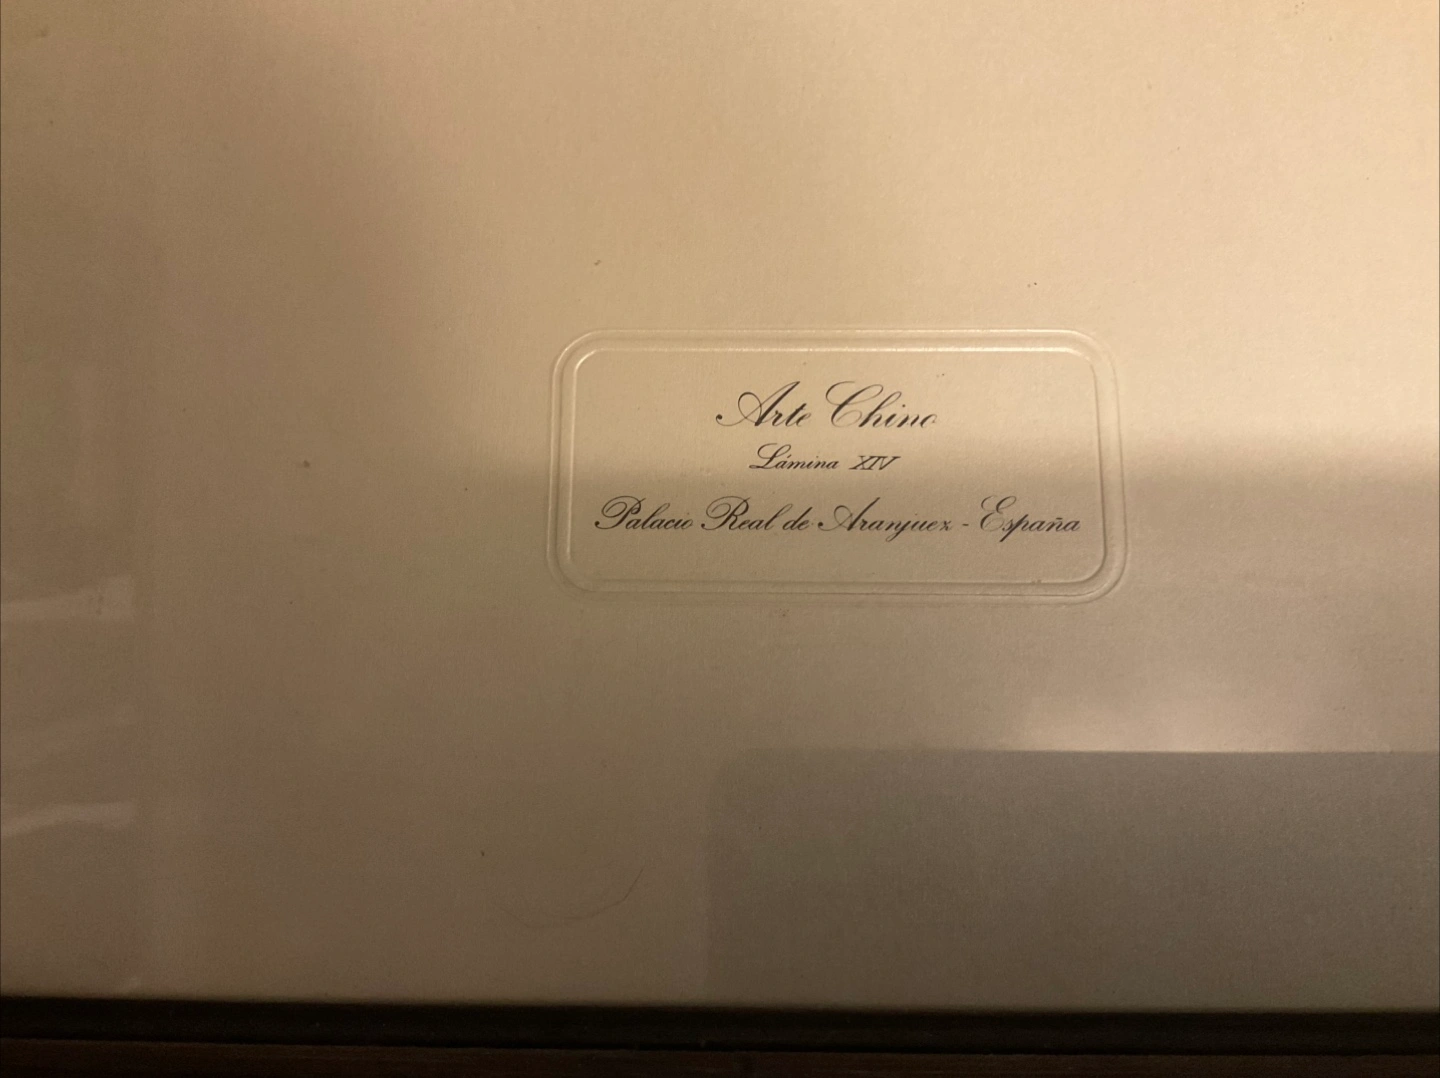 Arte Chino
Lámina XIV
Palacio Real de Aranjuez - España